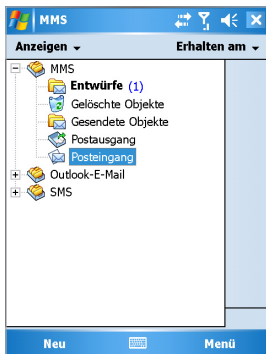 MMS
Anzeigen Erhalten am
MMS
Entwürfe (1)
Gelöschte Objekte
Gesendete Objekte
Postausgang
Posteingang
Outlook-E-Mail
SMS
Neu Menü